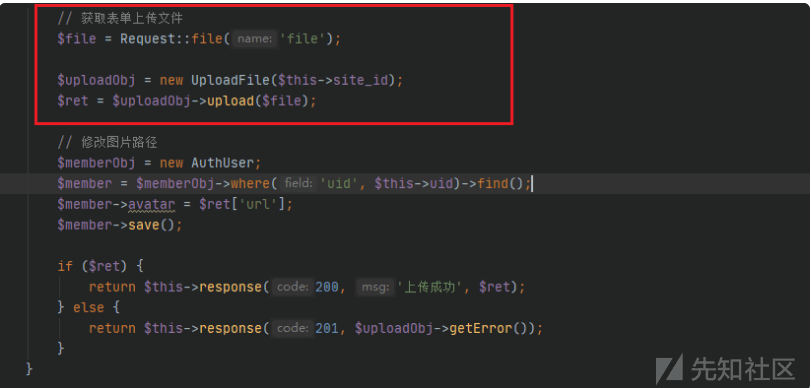 // 获取表单上传文件
$file = Request::file( name: 'file');
$uploadObj = new UploadFile($this->site_id);
$ret = $uploadObj->upload($file);
// 修改图片路径
$memberObj = new AuthUser;
$member = $memberObj->where( field: 'uid', $this->uid)->find();
$member->avatar = $ret['url'];
$member->save();
if ($ret) {
return $this->response( code: 200, msg: '上传成功', $ret);
} else {
return $this->response( code: 201, $uploadObj->getError());
}
}
先知社区